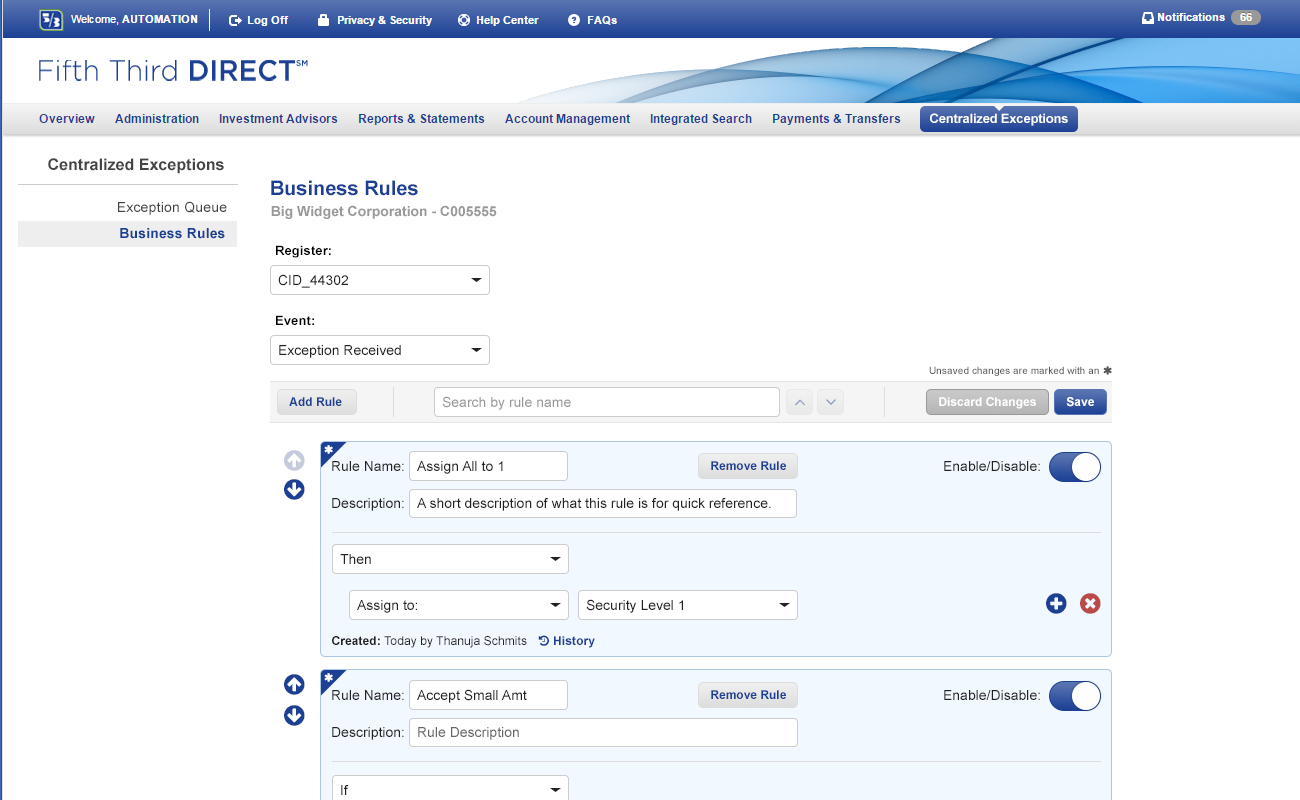 Welcome, AUTOMATION Log Off Privacy & Security Help Center FAQs Notifications 66
Fifth Third DIRECT℠
Overview Administration Investment Advisors Reports & Statements Account Management Integrated Search Payments & Transfers Centralized Exceptions
Centralized Exceptions
Exception Queue
Business Rules
Business Rules
Big Widget Corporation - C005555
Register:
CID_44302
Event:
Exception Received
Unsaved changes are marked with an ✱
Add Rule Search by rule name Discard Changes Save
✱
Rule Name: Assign All to 1 Remove Rule Enable/Disable:
Description: A short description of what this rule is for quick reference.
Then
Assign to: Security Level 1
Created: Today by Thanuja Schmits History
✱
Rule Name: Accept Small Amt Remove Rule Enable/Disable:
Description: Rule Description
If